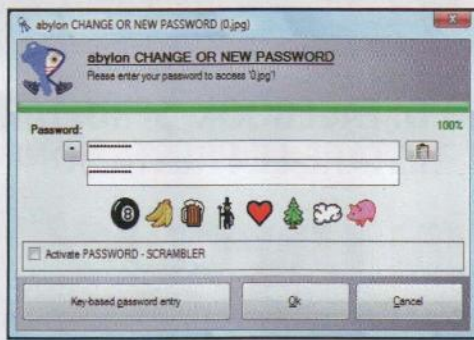 abylon CHANGE OR NEW PASSWORD (0.jpg)
abylon CHANGE OR NEW PASSWORD
Please enter your password to access '0.jpg'!
100%
Password:
*
************
************
8
Activate PASSWORD - SCRAMBLER
Key-based password entry
Ok
Cancel